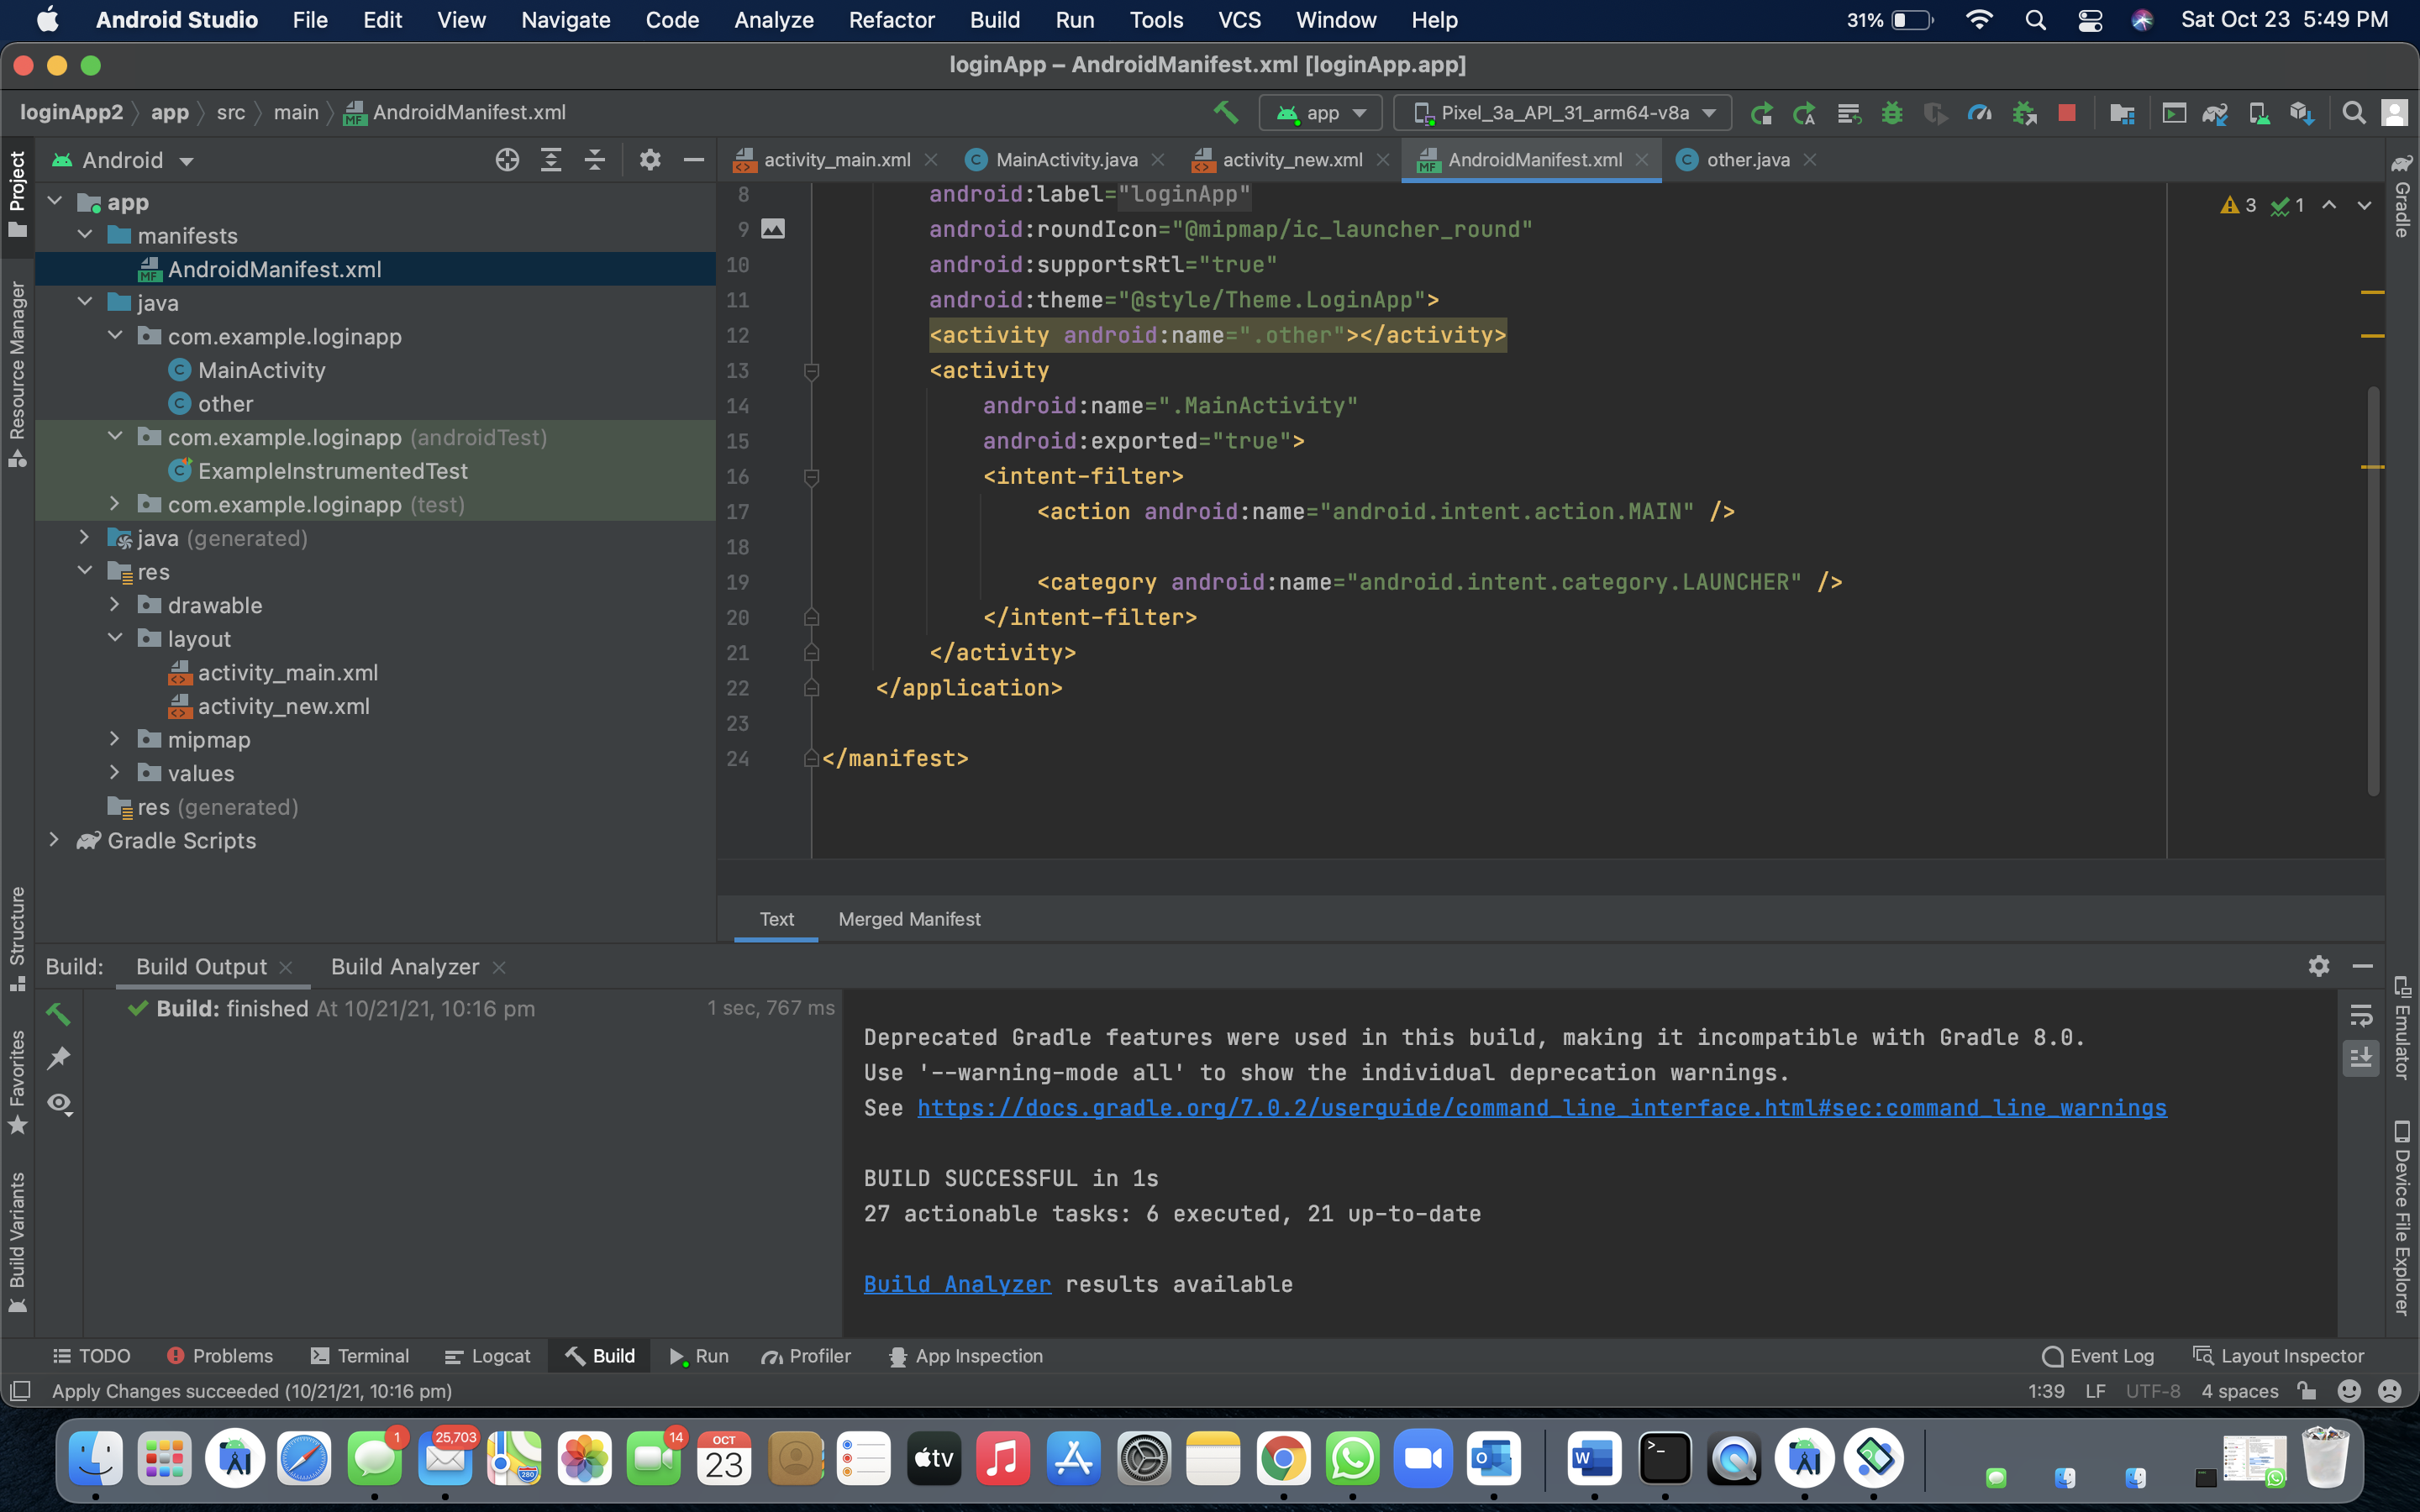 Android Studio File Edit View Navigate Code Analyze Refactor Build Run Tools VCS Window Help 31% Sat Oct 23 5:49 PM
loginApp – AndroidManifest.xml [loginApp.app]
loginApp2 app src main AndroidManifest.xml app Pixel_3a_API_31_arm64-v8a
Android
activity_main.xml MainActivity.java activity_new.xml AndroidManifest.xml other.java
Project
Resource Manager
Structure
Favorites
Build Variants
app
manifests
AndroidManifest.xml
java
com.example.loginapp
MainActivity
other
com.example.loginapp (androidTest)
ExampleInstrumentedTest
com.example.loginapp (test)
java (generated)
res
drawable
layout
activity_main.xml
activity_new.xml
mipmap
values
res (generated)
Gradle Scripts
3 1
8 android:label="loginApp"
9 android:roundIcon="@mipmap/ic_launcher_round"
10 android:supportsRtl="true"
11 android:theme="@style/Theme.LoginApp">
12 <activity android:name=".other"></activity>
13 <activity
14 android:name=".MainActivity"
15 android:exported="true">
16 <intent-filter>
17 <action android:name="android.intent.action.MAIN" />
18
19 <category android:name="android.intent.category.LAUNCHER" />
20 </intent-filter>
21 </activity>
22 </application>
23
24 </manifest>
Text Merged Manifest
Gradle
Emulator
Device File Explorer
Build: Build Output Build Analyzer
Build: finished At 10/21/21, 10:16 pm 1 sec, 767 ms
Deprecated Gradle features were used in this build, making it incompatible with Gradle 8.0.
Use '--warning-mode all' to show the individual deprecation warnings.
See https://docs.gradle.org/7.0.2/userguide/command_line_interface.html#sec:command_line_warnings
BUILD SUCCESSFUL in 1s
27 actionable tasks: 6 executed, 21 up-to-date
Build Analyzer results available
TODO Problems Terminal Logcat Build Run Profiler App Inspection Event Log Layout Inspector
Apply Changes succeeded (10/21/21, 10:16 pm) 1:39 LF UTF-8 4 spaces
1 25,703 280 14 OCT 23 tv W